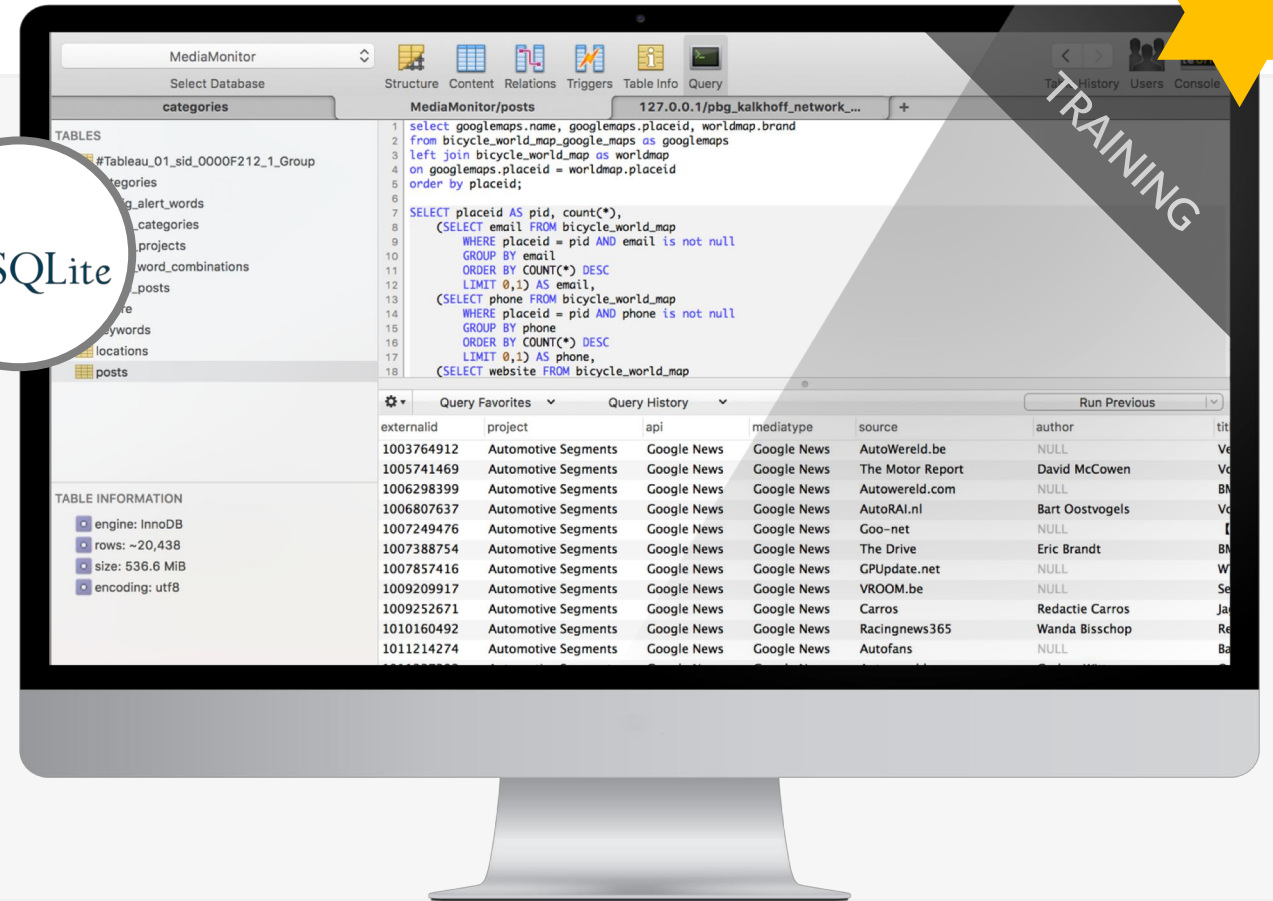 MediaMonitor
Select Database
Structure Content Relations Triggers Table Info Query
History Users Console
TRAINING
categories MediaMonitor/posts 127.0.0.1/pbg_kalkhoff_network_... +
TABLES
#Tableau_01_sid_0000F212_1_Group
tegories
g_alert_words
_categories
_projects
_word_combinations
_posts
re
eywords
locations
posts
SQLite
1 select googlemaps.name, googlemaps.placeid, worldmap.brand
2 from bicycle_world_map_google_maps as googlemaps
3 left join bicycle_world_map as worldmap
4 on googlemaps.placeid = worldmap.placeid
5 order by placeid;
6
7 SELECT placeid AS pid, count(*),
8 (SELECT email FROM bicycle_world_map
9 WHERE placeid = pid AND email is not null
10 GROUP BY email
11 ORDER BY COUNT(*) DESC
12 LIMIT 0,1) AS email,
13 (SELECT phone FROM bicycle_world_map
14 WHERE placeid = pid AND phone is not null
15 GROUP BY phone
16 ORDER BY COUNT(*) DESC
17 LIMIT 0,1) AS phone,
18 (SELECT website FROM bicycle_world_map
Query Favorites Query History Run Previous
externalid project api mediatype source author tit
1003764912 Automotive Segments Google News Google News AutoWereld.be NULL Ve
1005741469 Automotive Segments Google News Google News The Motor Report David McCowen Vo
1006298399 Automotive Segments Google News Google News Autowereld.com NULL BM
1006807637 Automotive Segments Google News Google News AutoRAI.nl Bart Oostvogels Vo
1007249476 Automotive Segments Google News Google News Goo-net NULL 【
1007388754 Automotive Segments Google News Google News The Drive Eric Brandt BM
1007857416 Automotive Segments Google News Google News GPUpdate.net NULL W
1009209917 Automotive Segments Google News Google News VROOM.be NULL Se
1009252671 Automotive Segments Google News Google News Carros Redactie Carros Ja
1010160492 Automotive Segments Google News Google News Racingnews365 Wanda Bisschop Re
1011214274 Automotive Segments Google News Google News Autofans NULL Ba
TABLE INFORMATION
engine: InnoDB
rows: ~20,438
size: 536.6 MiB
encoding: utf8